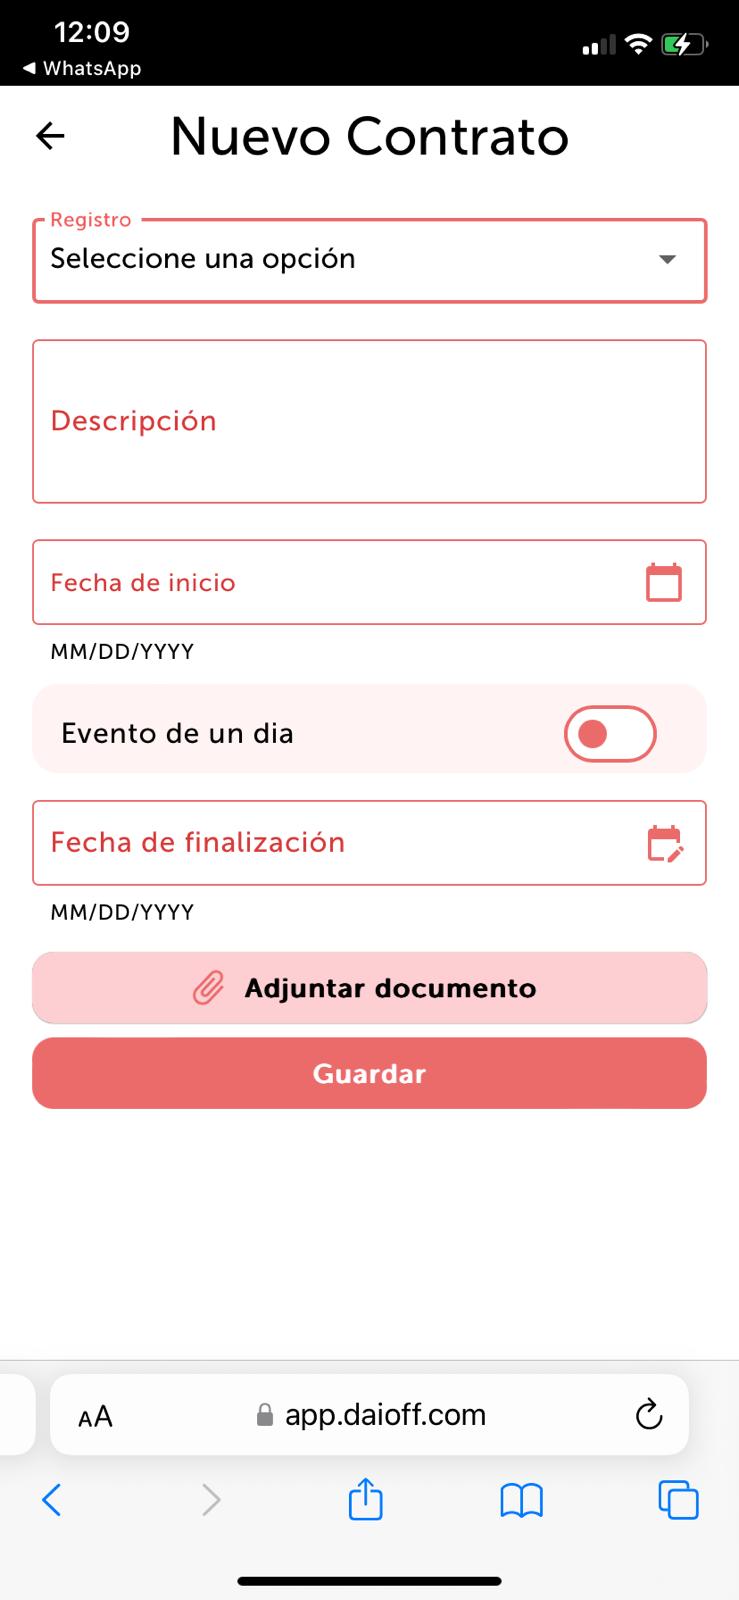 12:09
◀ WhatsApp
Nuevo Contrato
Registro
Seleccione una opción
Descripción
Fecha de inicio
MM/DD/YYYY
Evento de un dia
Fecha de finalización
MM/DD/YYYY
Adjuntar documento
Guardar
AA app.daioff.com